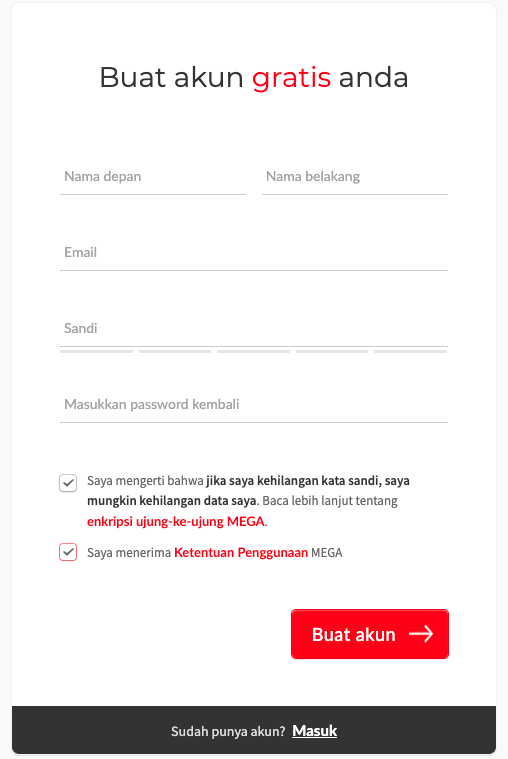 Buat akun gratis anda
Nama depan
Nama belakang
Email
Sandi
Masukkan password kembali
Saya mengerti bahwa jika saya kehilangan kata sandi, saya
mungkin kehilangan data saya. Baca lebih lanjut tentang
enkripsi ujung-ke-ujung MEGA.
Saya menerima Ketentuan Penggunaan MEGA
Buat akun →
Sudah punya akun? Masuk